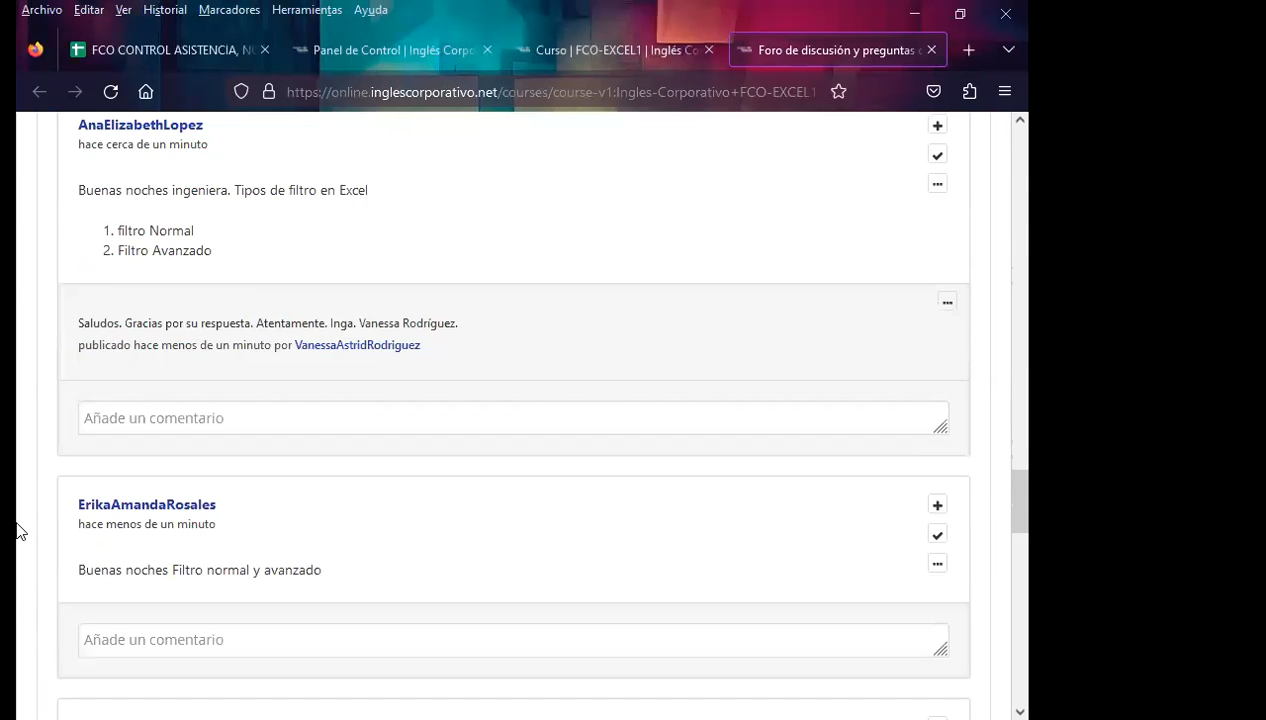 Archivo Editar Ver Historial Marcadores Herramientas Ayuda
FCO CONTROL ASISTENCIA, NO
Panel de Control | Inglés Corpo
Curso | FCO-EXCEL1 | Inglés Co
Foro de discusión y preguntas
https://online.inglescorporativo.net/courses/course-v1:Ingles-Corporativo+FCO-EXCEL1
AnaElizabethLopez
hace cerca de un minuto
Buenas noches ingeniera. Tipos de filtro en Excel
1. filtro Normal
2. Filtro Avanzado
Saludos. Gracias por su respuesta. Atentamente. Inga. Vanessa Rodríguez.
publicado hace menos de un minuto por VanessaAstridRodriguez
Añade un comentario
ErikaAmandaRosales
hace menos de un minuto
Buenas noches Filtro normal y avanzado
Añade un comentario